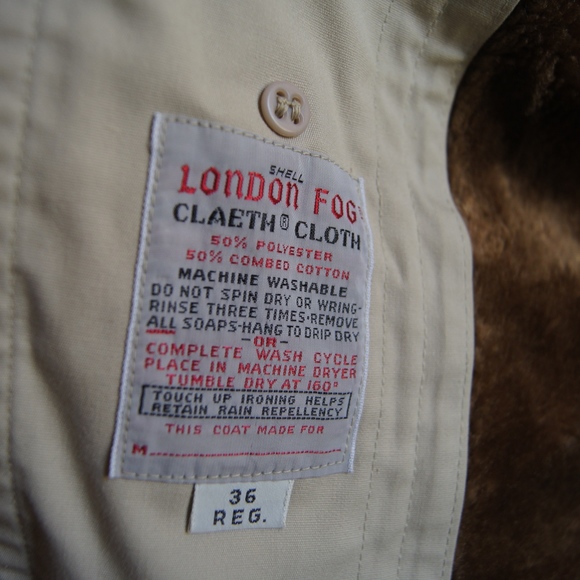 SHELL
LONDON FOG
CLAETH® CLOTH
50% POLYESTER
50% COMBED COTTON
MACHINE WASHABLE
DO NOT SPIN DRY OR WRING-
RINSE THREE TIMES·REMOVE
ALL SOAPS-HANG TO DRIP DRY
-OR-
COMPLETE WASH CYCLE
PLACE IN MACHINE DRYER
TUMBLE DRY AT 160°
TOUCH UP IRONING HELPS
RETAIN RAIN REPELLENCY
THIS COAT MADE FOR
M
36
REG.